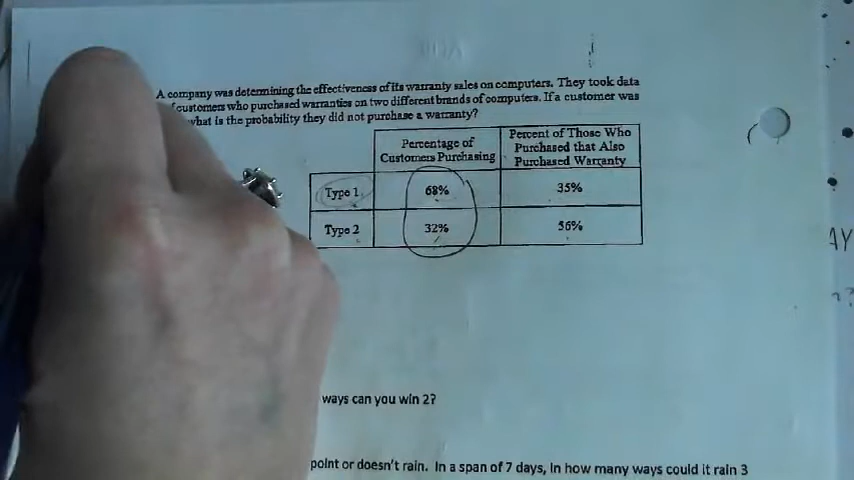 A company was determining the effectiveness of its warranty sales on computers. They took data
customers who purchased warranties on two different brands of computers. If a customer was
what is the probability they did not purchase a warranty?
Percentage of Customers Purchasing
Percent of Those Who Purchased that Also Purchased Warranty
Type 1 68% 35%
Type 2 32% 56%
ways can you win 2?
point or doesn't rain. In a span of 7 days, in how many ways could it rain 3